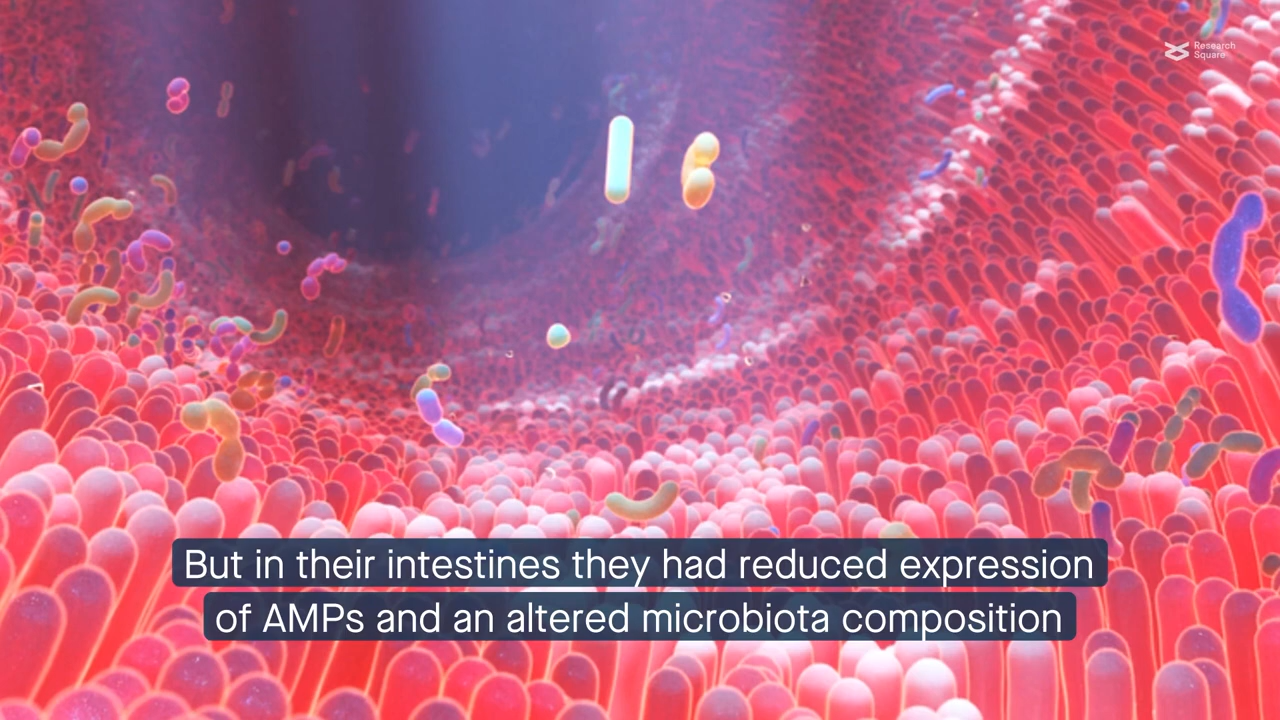 Research
Square
But in their intestines they had reduced expression
of AMPs and an altered microbiota composition